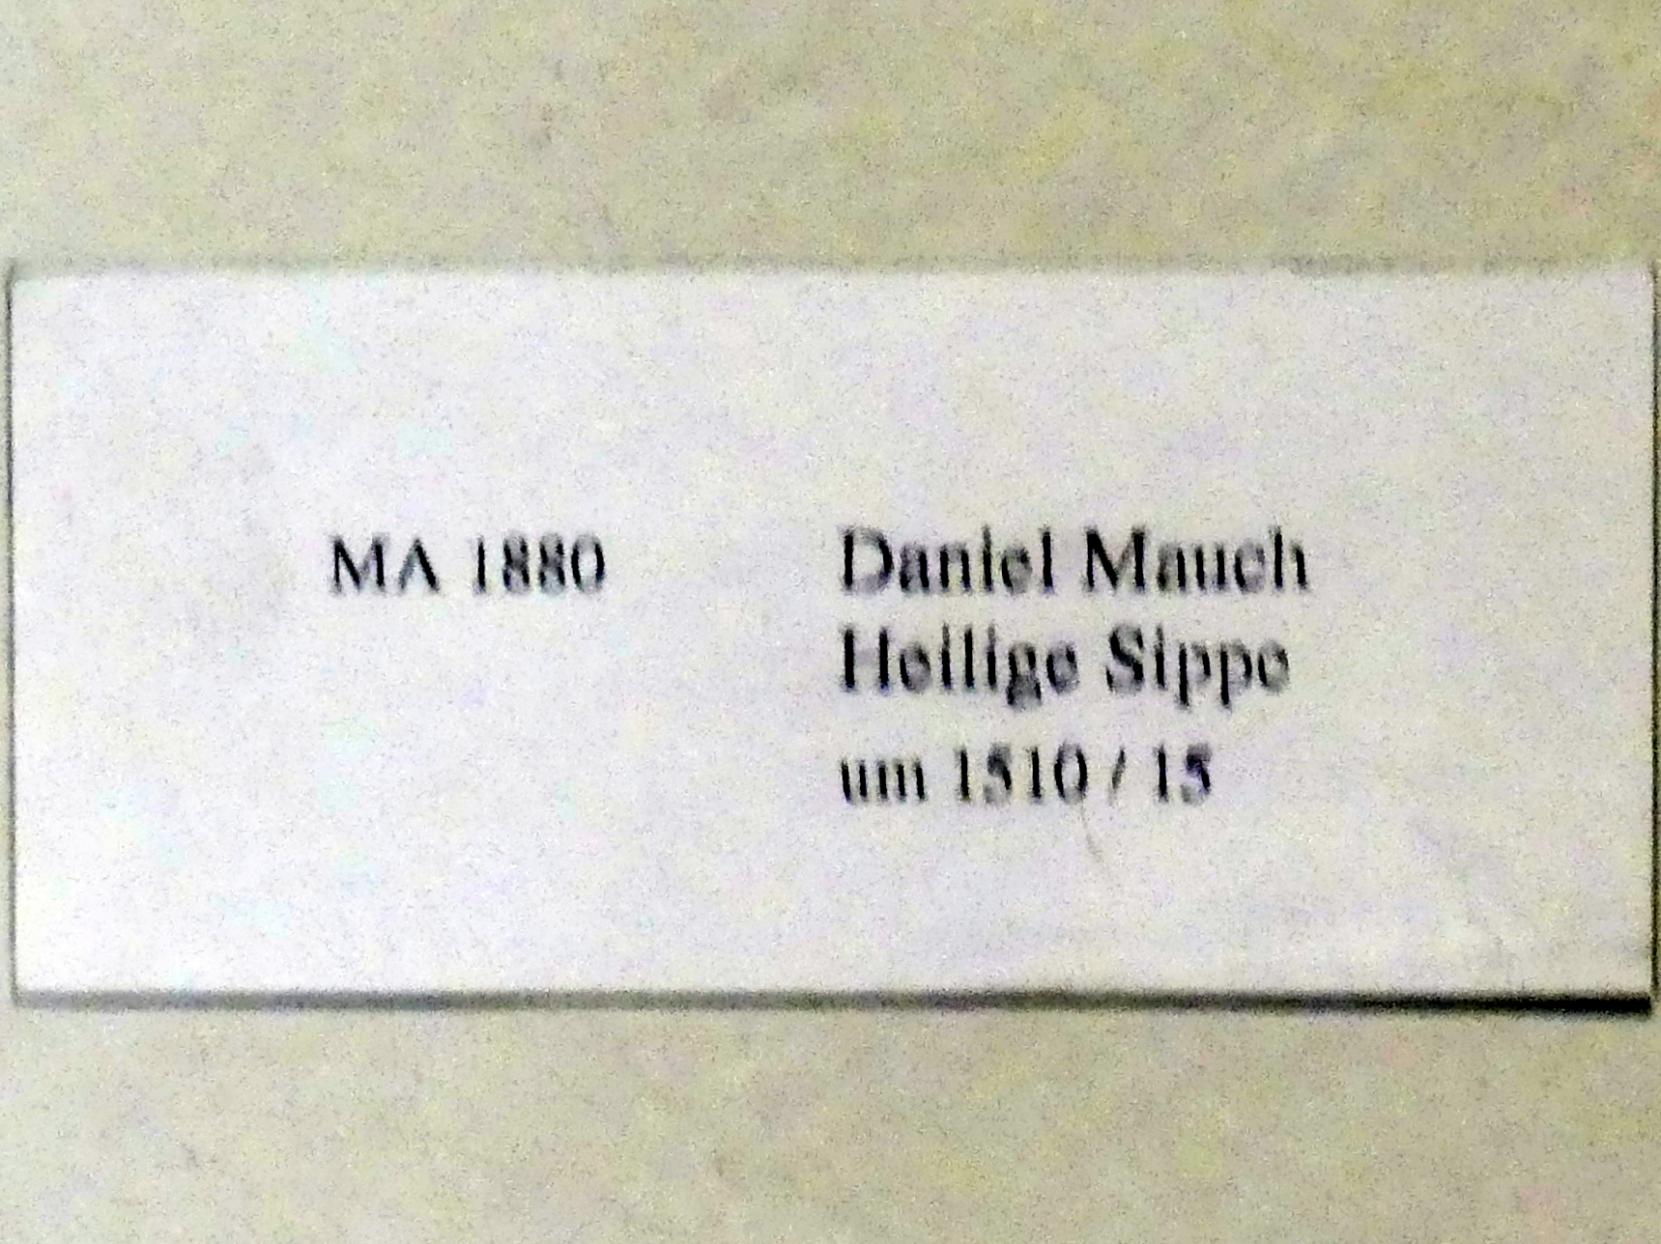 MA 1880
Daniel Mauch
Heilige Sippe
um 1510 / 15